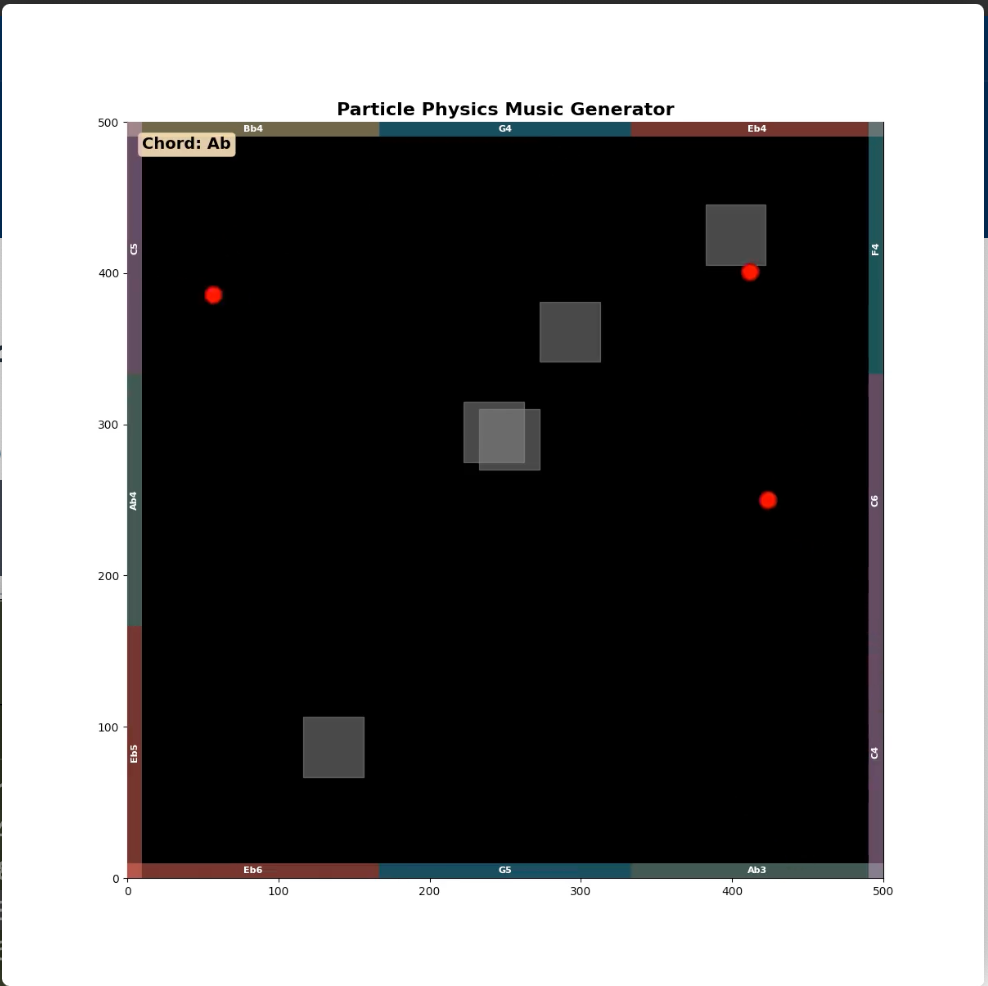 Particle Physics Music Generator
500
Bb4
G4
Eb4
Chord: Ab
C5
F4
400
300
Ab4
C6
200
100
Eb5
C4
0
Eb6
G5
Ab3
0
100
200
300
400
500